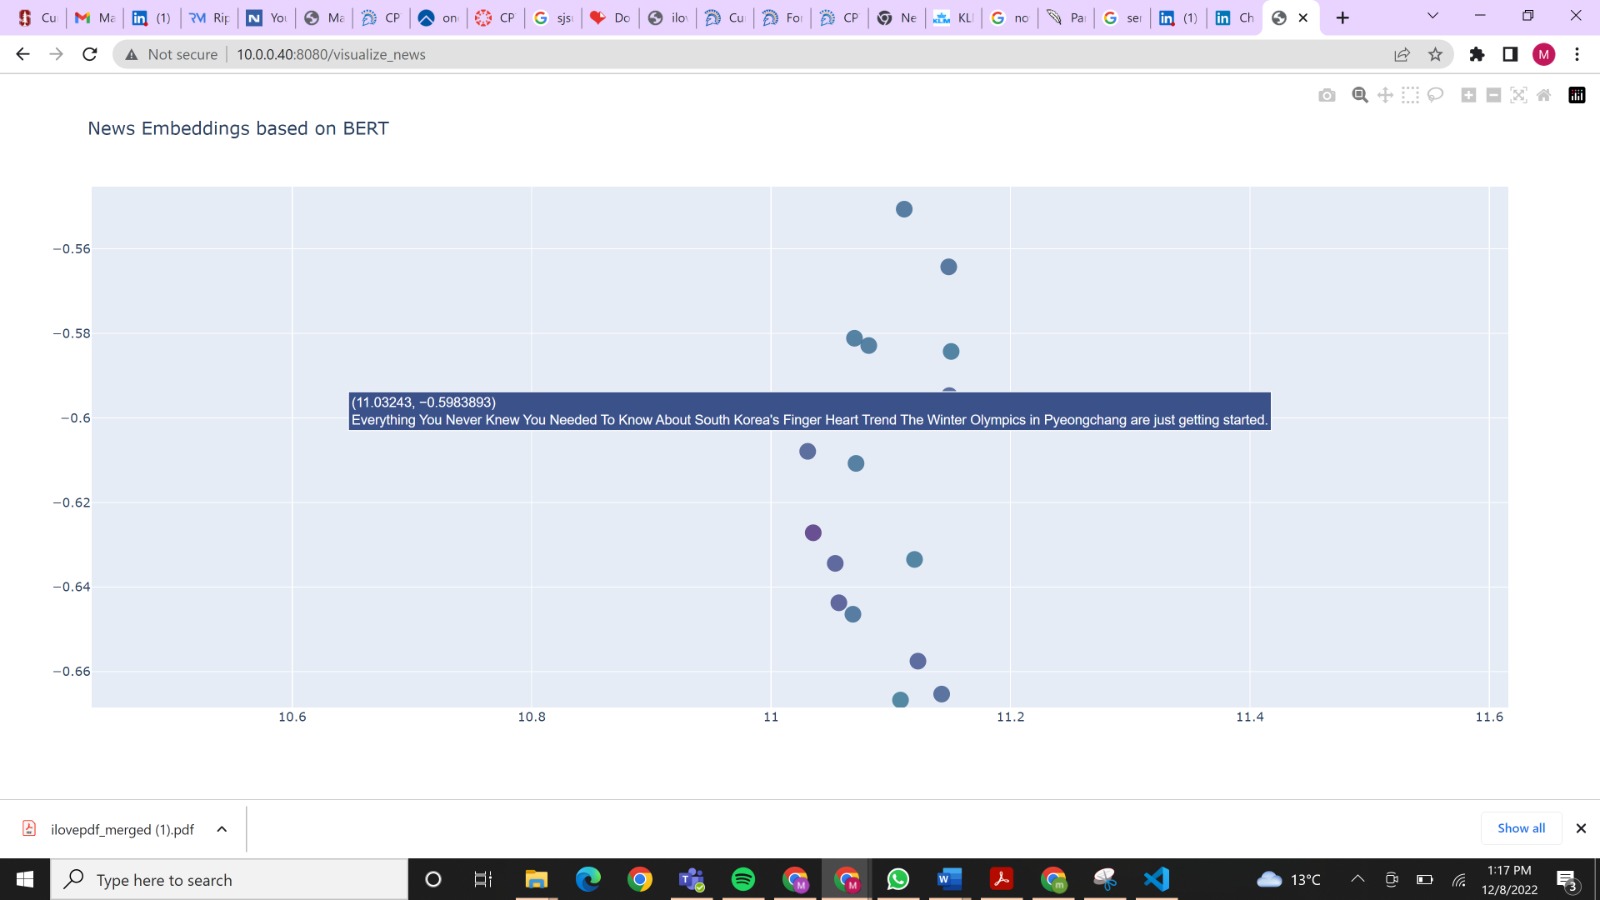 Cu
Ma
(1)
Rip
You
Ma
CP
on
CP
sjs
Do
ilo
Cu
For
CP
Ne
KL
no
Pa
ser
(1)
Ch
Not secure
10.0.0.40:8080/visualize_news
M
News Embeddings based on BERT
−0.56
−0.58
(11.03243, −0.5983893)
Everything You Never Knew You Needed To Know About South Korea's Finger Heart Trend The Winter Olympics in Pyeongchang are just getting started.
−0.6
−0.62
−0.64
−0.66
10.6
10.8
11
11.2
11.4
11.6
ilovepdf_merged (1).pdf
Show all
Type here to search
13°C
1:17 PM
12/8/2022
3